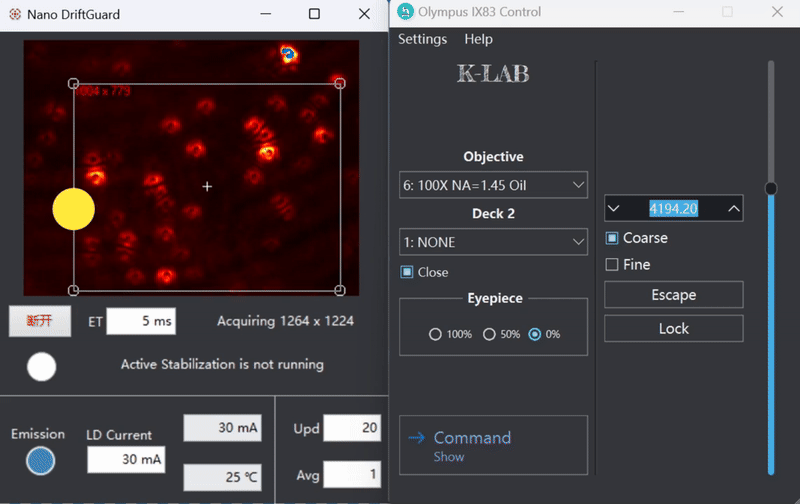 Nano DriftGuard
1004 x 779
断开
ET
5 ms
Acquiring 1264 x 1224
Active Stabilization is not running
Emission
LD Current
30 mA
30 mA
25 ℃
Upd
20
Avg
1
Olympus IX83 Control
Settings
Help
K-LAB
Objective
6: 100X NA=1.45 Oil
Deck 2
1: NONE
Close
Eyepiece
100%
50%
0%
Command
Show
4194.20
Coarse
Fine
Escape
Lock